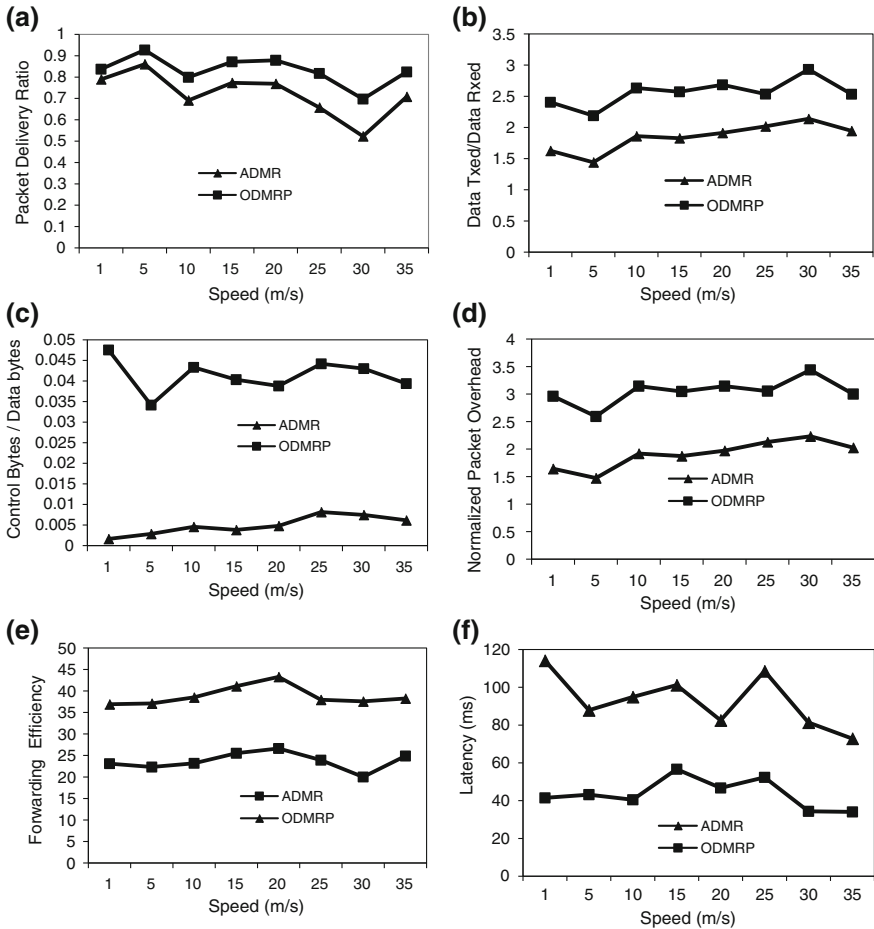 (a)
Packet Delivery Ratio
1
0.9
0.8
0.7
0.6
0.5
0.4
0.3
0.2
0.1
0
ADMR
ODMRP
1 5 10 15 20 25 30 35
Speed (m/s)
(b)
Data Txed/Data Rxed
3.5
3
2.5
2
1.5
1
0.5
0
ADMR
ODMRP
1 5 10 15 20 25 30 35
Speed (m/s)
(c)
Control Bytes / Data bytes
0.05
0.045
0.04
0.035
0.03
0.025
0.02
0.015
0.01
0.005
0
ADMR
ODMRP
1 5 10 15 20 25 30 35
Speed (m/s)
(d)
Normalized Packet Overhead
4
3.5
3
2.5
2
1.5
1
0.5
0
ADMR
ODMRP
1 5 10 15 20 25 30 35
Speed (m/s)
(e)
Forwarding Efficiency
50
45
40
35
30
25
20
15
10
5
0
ADMR
ODMRP
1 5 10 15 20 25 30 35
Speed (m/s)
(f)
Latency (ms)
120
100
80
60
40
20
0
ADMR
ODMRP
1 5 10 15 20 25 30 35
Speed (m/s)